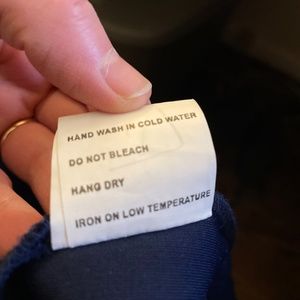 HAND WASH IN COLD WATER
DO NOT BLEACH
HANG DRY
IRON ON LOW TEMPERATURE